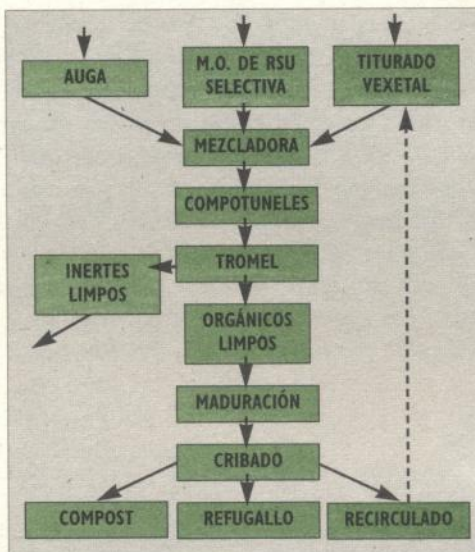 AUGA
M.O. DE RSU
SELECTIVA
TITURADO
VEXETAL
MEZCLADORA
COMPOTUNELES
INERTES
LIMPOS
TROMEL
ORGÁNICOS
LIMPOS
MADURACIÓN
CRIBADO
COMPOST
REFUGALLO
RECIRCULADO